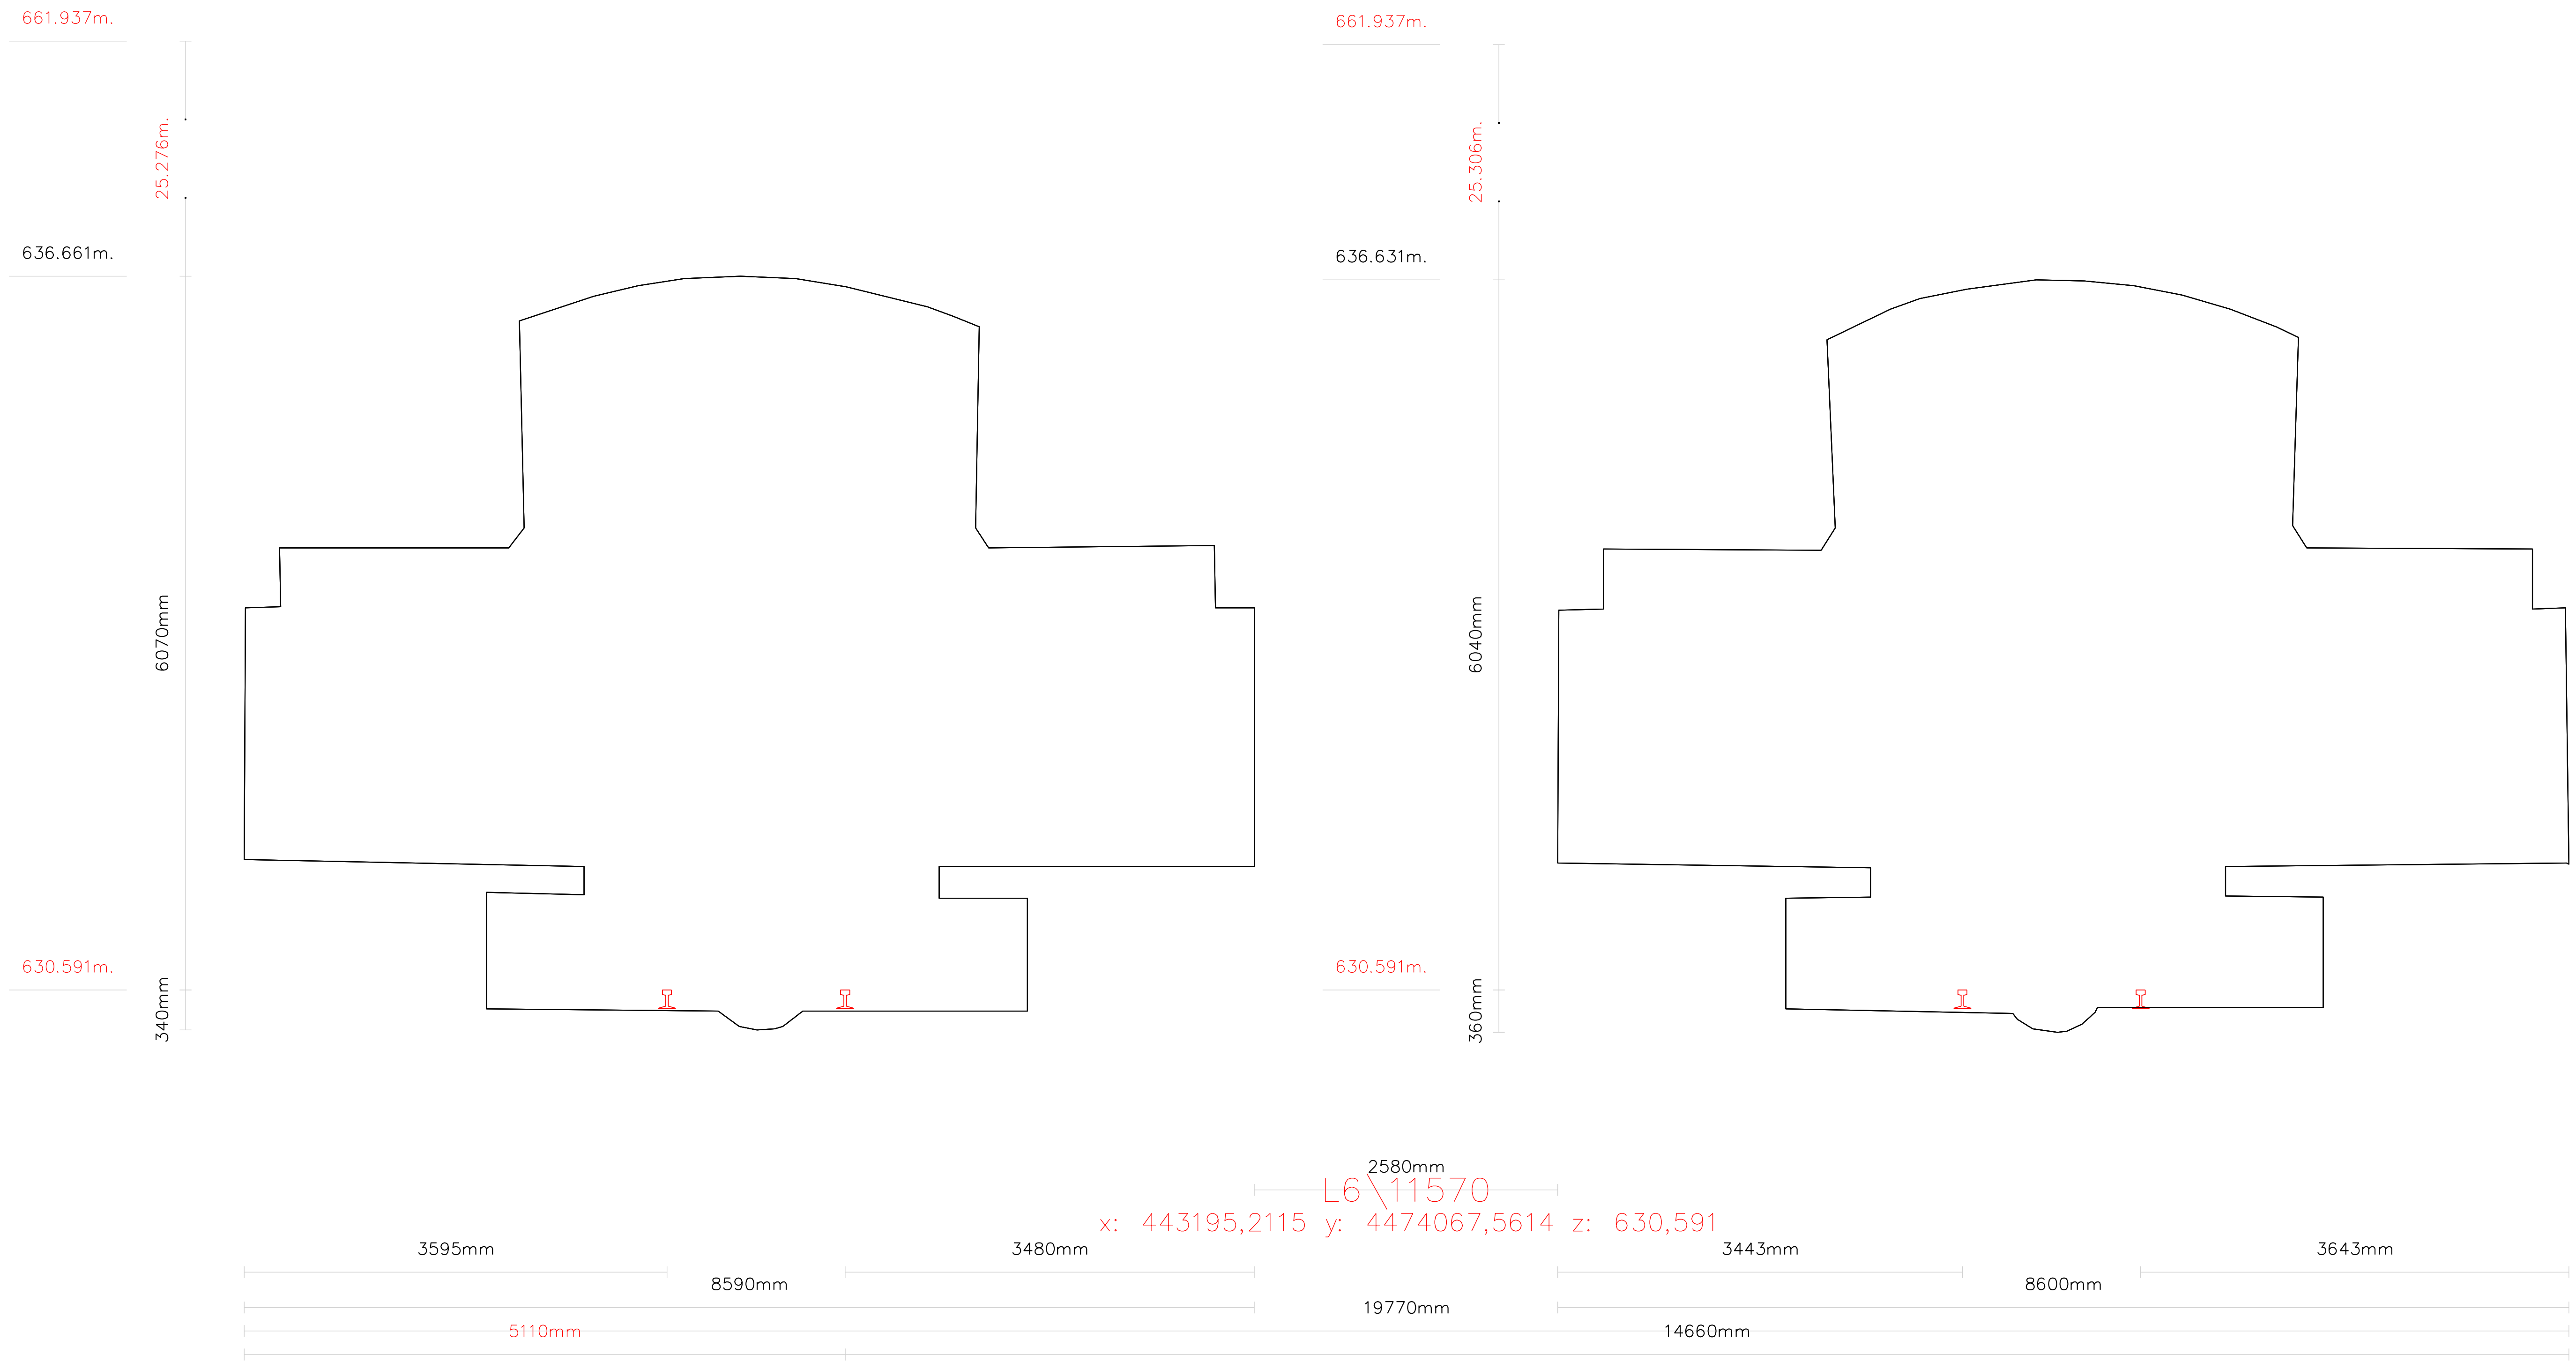 661.937m.
661.937m.
25.276m.
25.306m.
636.661m.
636.631m.
6070mm
6040mm
630.591m.
630.591m.
340mm
360mm
2580mm
L6\11570
x: 443195,2115 y: 4474067,5614 z: 630,591
3595mm
3480mm
3443mm
3643mm
8590mm
8600mm
19770mm
5110mm
14660mm